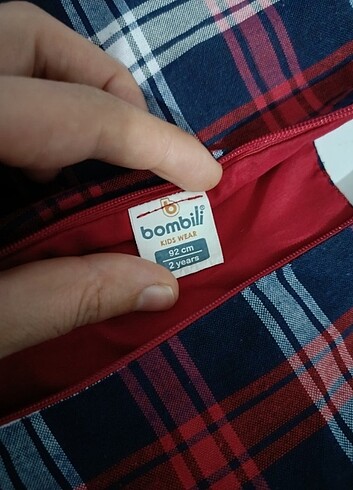 b
bombili®
KIDS WEAR
92 cm
2 years